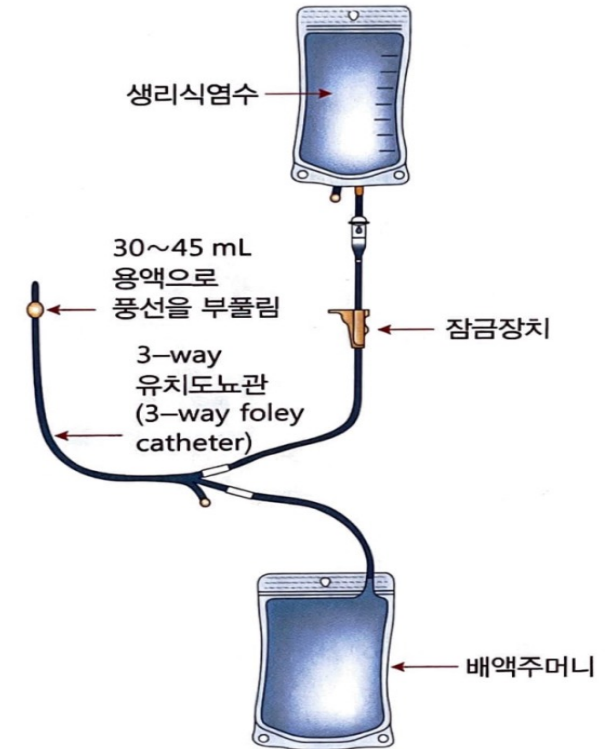 생리식염수
30~45 mL
용액으로
풍선을 부풀림
잠금장치
3-way
유치도뇨관
(3-way foley
catheter)
배액주머니